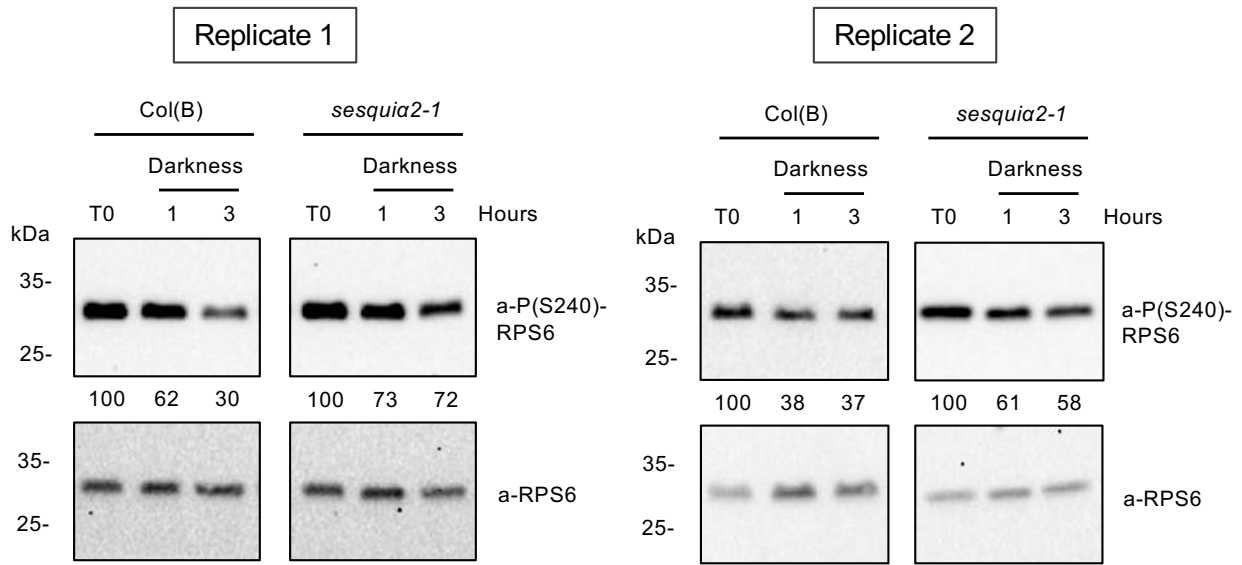 Replicate 1
Replicate 2
Col(B)
sesquiα2-1
Darkness
Darkness
T0 1 3
T0 1 3
Hours
kDa
35-
25-
a-P(S240)-
RPS6
100 62 30
100 73 72
35-
25-
a-RPS6
Col(B)
sesquiα2-1
Darkness
Darkness
T0 1 3
T0 1 3
Hours
kDa
35-
25-
a-P(S240)-
RPS6
100 38 37
100 61 58
35-
25-
a-RPS6